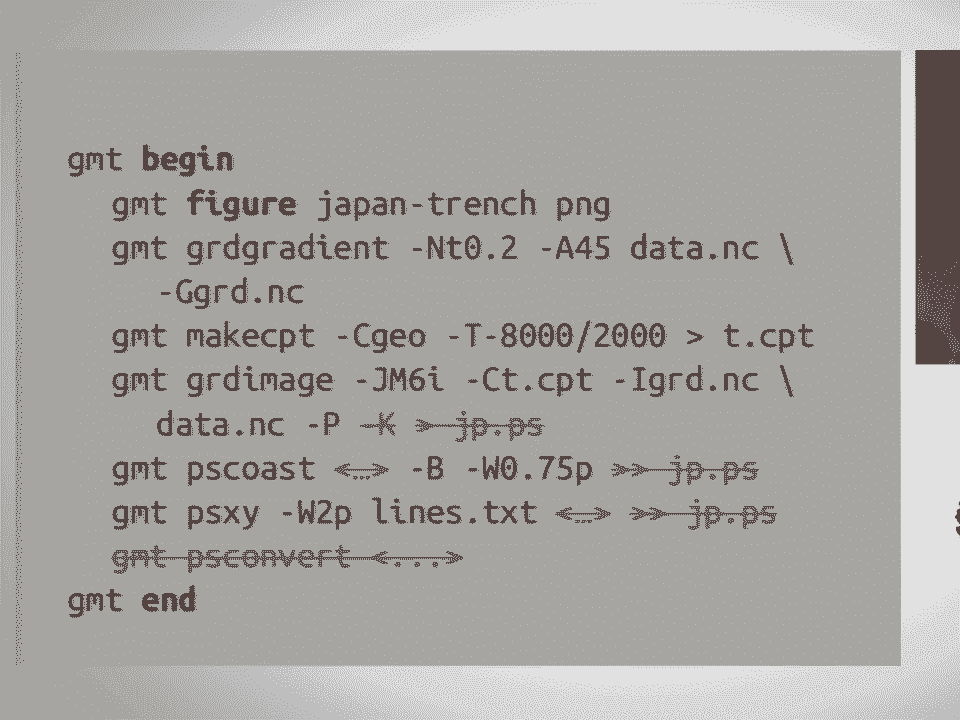 gmt begin
gmt figure japan-trench png
gmt grdgradient -Nt0.2 -A45 data.nc \
-Ggrd.nc
gmt makecpt -Cgeo -T-8000/2000 > t.cpt
gmt grdimage -JM6i -Ct.cpt -Igrd.nc \
data.nc -P -K > jp.ps
gmt pscoast <…> -B -W0.75p >> jp.ps
gmt psxy -W2p lines.txt <…> >> jp.ps
gmt psconvert <...>
gmt end